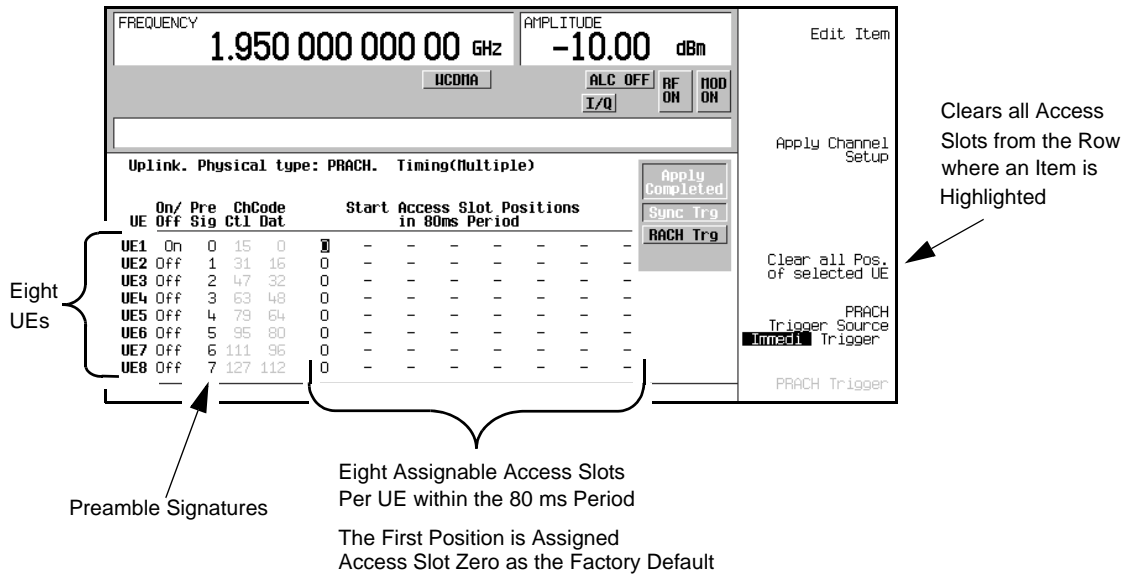 FREQUENCY
1.950 000 000 00 GHz
AMPLITUDE
-10.00 dBm
WCDMA
ALC OFF
I/Q
RF ON
MOD ON
Edit Item
Apply Channel
Setup
Clears all Access
Slots from the Row
where an Item is
Highlighted
Uplink. Physical type: PRACH. Timing(Multiple)
Apply
Completed
Sync Trg
RACH Trg
On/ Pre ChCode Start Access Slot Positions
UE Off Sig Ctl Dat in 80ms Period
UE1 On 0 15 0 0 - - - - - - -
UE2 Off 1 31 16 0 - - - - - - -
UE3 Off 2 47 32 0 - - - - - - -
UE4 Off 3 63 48 0 - - - - - - -
UE5 Off 4 79 64 0 - - - - - - -
UE6 Off 5 95 80 0 - - - - - - -
UE7 Off 6 111 96 0 - - - - - - -
UE8 Off 7 127 112 0 - - - - - - -
Clear all Pos.
of selected UE
PRACH
Trigger Source
Immedi Trigger
PRACH Trigger
Eight
UEs
Preamble Signatures
Eight Assignable Access Slots
Per UE within the 80 ms Period
The First Position is Assigned
Access Slot Zero as the Factory Default